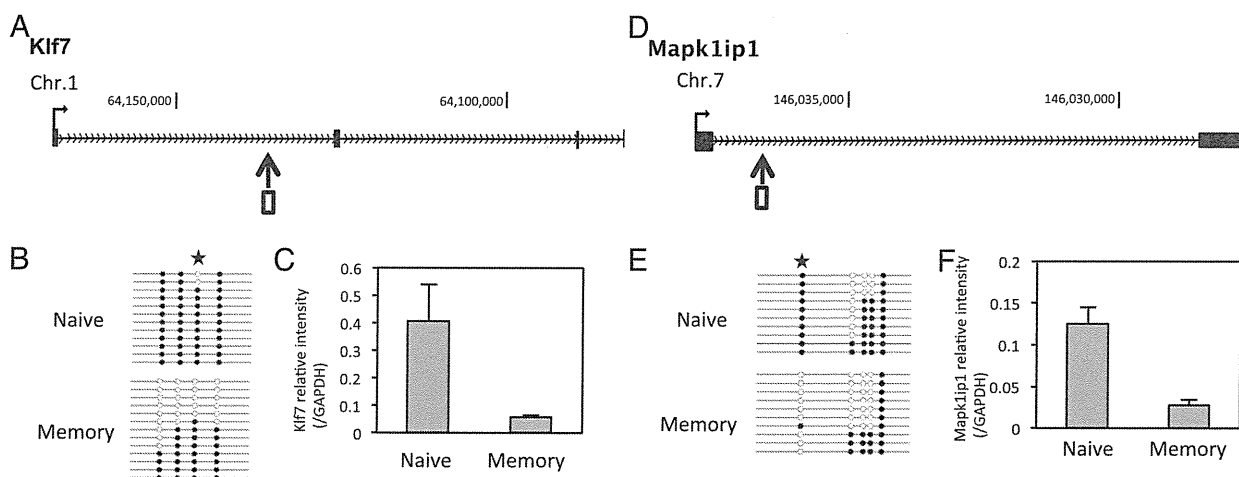 A
Klf7
Chr.1
64,150,000
64,100,000
D
Mapk1ip1
Chr.7
146,035,000
146,030,000
B
Naive
Memory
C
Klf7 relative intensity
(/GAPDH)
0.6
0.5
0.4
0.3
0.2
0.1
0
Naive
Memory
E
Naive
Memory
F
Mapk1ip1 relative intensity
(/GAPDH)
0.2
0.15
0.1
0.05
0
Naive
Memory